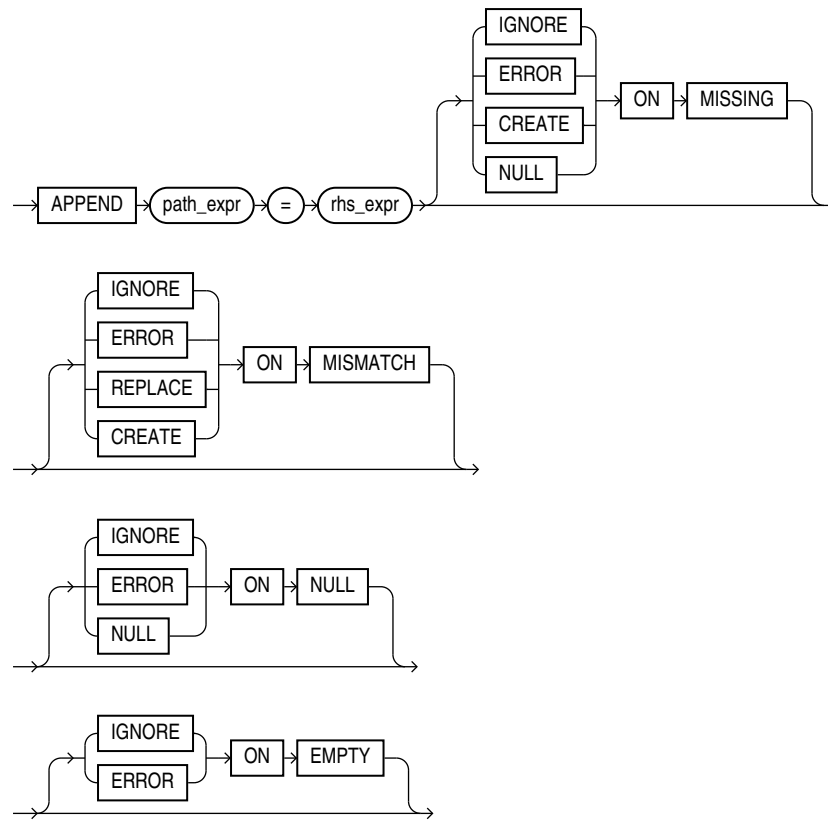 IGNORE
ERROR
CREATE
NULL
ON MISSING
APPEND path_expr = rhs_expr
IGNORE
ERROR
REPLACE
CREATE
ON MISMATCH
IGNORE
ERROR
NULL
ON NULL
IGNORE
ERROR
ON EMPTY